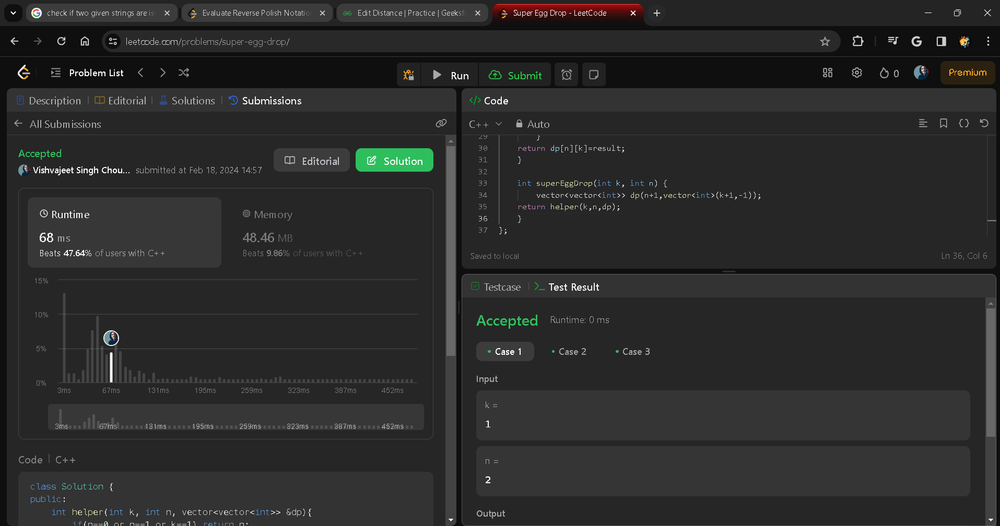 check if two given strings are iso
Evaluate Reverse Polish Notatio
Edit Distance | Practice | Geeksfo
Super Egg Drop - LeetCode
leetcode.com/problems/super-egg-drop/
Problem List
Run
Submit
0
Premium
Description
Editorial
Solutions
Submissions
All Submissions
Accepted
Vishvajeet Singh Chou... submitted at Feb 18, 2024 14:57
Editorial
Solution
Runtime
68 ms
Beats 47.64% of users with C++
Memory
48.46 MB
Beats 9.86% of users with C++
15%
10%
5%
0%
3ms 67ms 131ms 195ms 259ms 323ms 387ms 452ms
3ms 67ms 131ms 195ms 259ms 323ms 387ms 452ms
Code | C++
class Solution {
public:
int helper(int k, int n, vector<vector<int>> &dp){
if(n==0 or n==1 or k==1) return n;
</> Code
C++ Auto
29 }
30 return dp[n][k]=result;
31 }
32
33 int superEggDrop(int k, int n) {
34 vector<vector<int>> dp(n+1,vector<int>(k+1,-1));
35 return helper(k,n,dp);
36 }
37 };
Saved to local
Ln 36, Col 6
Testcase
Test Result
Accepted Runtime: 0 ms
Case 1
Case 2
Case 3
Input
k =
1
n =
2
Output